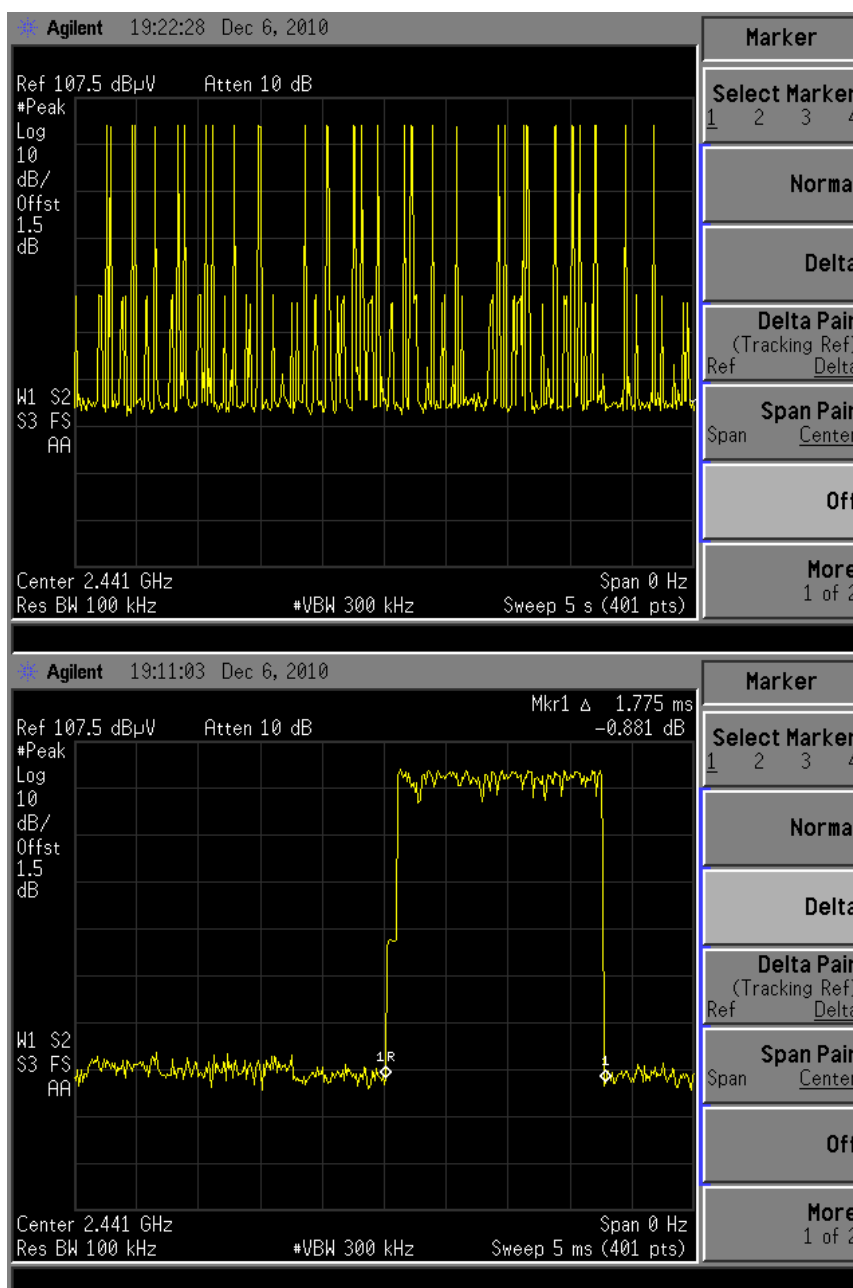 Agilent 19:22:28 Dec 6, 2010
Marker
Ref 107.5 dBµV Atten 10 dB
#Peak
Log
10
dB/
Offst
1.5
dB
W1 S2
S3 FS
AA
Center 2.441 GHz Span 0 Hz
Res BW 100 kHz #VBW 300 kHz Sweep 5 s (401 pts)
Select Marker
1 2 3 4
Norma
Delta
Delta Pair
(Tracking Ref)
Ref Delta
Span Pair
Span Center
Off
More
1 of 2
Agilent 19:11:03 Dec 6, 2010
Marker
Mkr1 Δ 1.775 ms
Ref 107.5 dBµV Atten 10 dB -0.881 dB
#Peak
Log
10
dB/
Offst
1.5
dB
1R
1
W1 S2
S3 FS
AA
Center 2.441 GHz Span 0 Hz
Res BW 100 kHz #VBW 300 kHz Sweep 5 ms (401 pts)
Select Marker
1 2 3 4
Norma
Delta
Delta Pair
(Tracking Ref)
Ref Delta
Span Pair
Span Center
Off
More
1 of 2